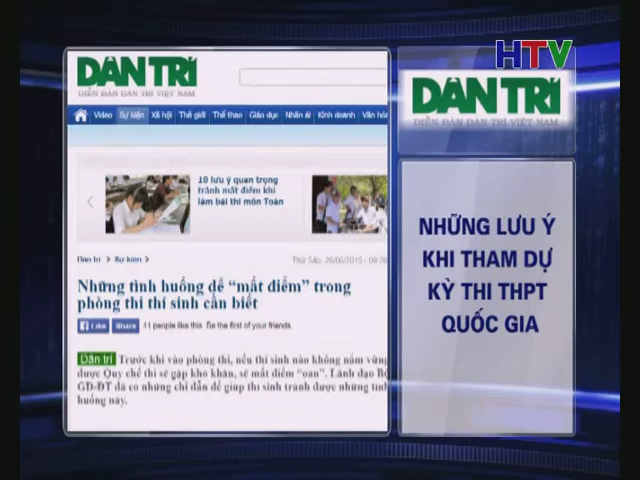 HTV
DÂN TRÍ
DIỄN ĐÀN DÂN TRÍ VIỆT NAM
Video Sự kiện Xã hội Thế giới Thể thao Giáo dục Nhân ái Kinh doanh Văn hó
10 lưu ý quan trọng
tránh mất điểm khi
làm bài thi môn Toán
Dân trí > Sự kiện >
Thứ Sáu, 26/06/2015 - 09:
Những tình huống dễ “mất điểm” trong
phòng thi thí sinh cần biết
Like Share 41 people like this. Be the first of your friends.
Dân trí Trước khi vào phòng thi, nếu thí sinh nào không nắm vững
được Quy chế thi sẽ gặp khó khăn, sẽ mất điểm “oan”. Lãnh đạo Bộ
GD-ĐT đã có những chỉ dẫn để giúp thí sinh tránh được những tình
huống này.
DÂN TRÍ
DIỄN ĐÀN DÂN TRÍ VIỆT NAM
NHỮNG LƯU Ý
KHI THAM DỰ
KỲ THI THPT
QUỐC GIA